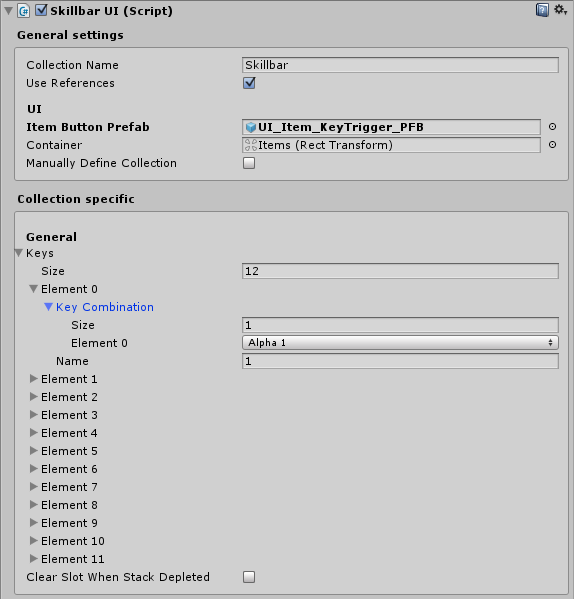 Skillbar UI (Script)
General settings
Collection Name Skillbar
Use References
UI
Item Button Prefab UI_Item_KeyTrigger_PFB
Container Items (Rect Transform)
Manually Define Collection
Collection specific
General
Keys
Size 12
Element 0
Key Combination
Size 1
Element 0 Alpha 1
Name 1
Element 1
Element 2
Element 3
Element 4
Element 5
Element 6
Element 7
Element 8
Element 9
Element 10
Element 11
Clear Slot When Stack Depleted